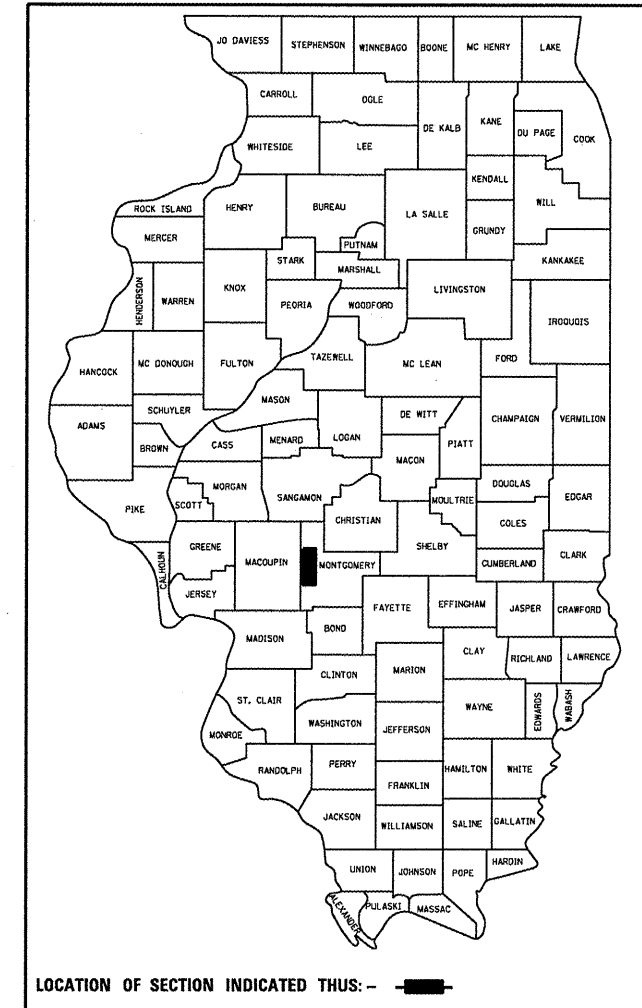 JO DAVIESS STEPHENSON WINNEBAGO BOONE MC HENRY LAKE
CARROLL OGLE DE KALB KANE DU PAGE COOK
WHITESIDE LEE
KENDALL
ROCK ISLAND HENRY BUREAU LA SALLE GRUNDY WILL
MERCER PUTNAM
STARK MARSHALL KANKAKEE
HENDERSON WARREN KNOX PEORIA WOODFORD LIVINGSTON IROQUOIS
HANCOCK MC DONOUGH FULTON TAZEWELL MC LEAN FORD
MASON
ADAMS SCHUYLER DE WITT CHAMPAIGN VERMILION
BROWN CASS MENARD LOGAN MACON PIATT
PIKE SCOTT MORGAN SANGAMON MOULTRIE DOUGLAS EDGAR
CHRISTIAN COLES
CALHOUN GREENE MACOUPIN MONTGOMERY SHELBY CUMBERLAND CLARK
JERSEY FAYETTE EFFINGHAM JASPER CRAWFORD
MADISON BOND
CLAY RICHLAND LAWRENCE
CLINTON MARION
ST. CLAIR WAYNE EDWARDS WABASH
WASHINGTON JEFFERSON
MONROE
RANDOLPH PERRY HAMILTON WHITE
FRANKLIN
JACKSON WILLIAMSON SALINE GALLATIN
UNION JOHNSON POPE HARDIN
ALEXANDER PULASKI MASSAC
LOCATION OF SECTION INDICATED THUS: -